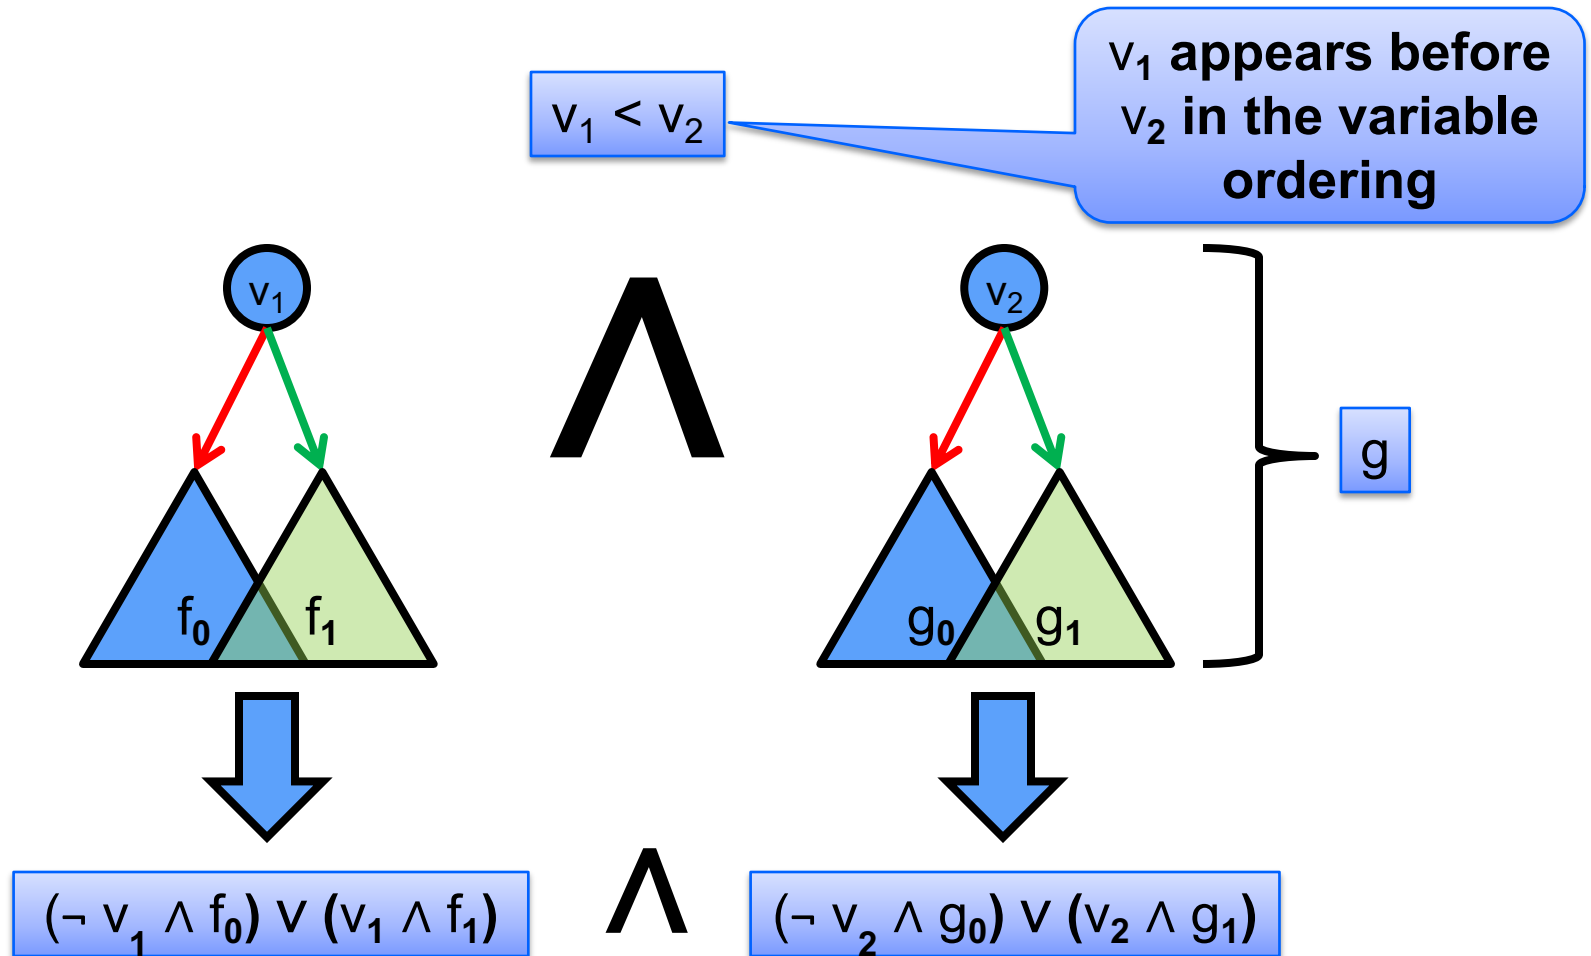 v₁ appears before
v₂ in the variable
ordering
v₁ < v₂
v₁
∧
v₂
g
f₀
f₁
g₀
g₁
(¬ v₁ ∧ f₀) ∨ (v₁ ∧ f₁)
∧
(¬ v₂ ∧ g₀) ∨ (v₂ ∧ g₁)